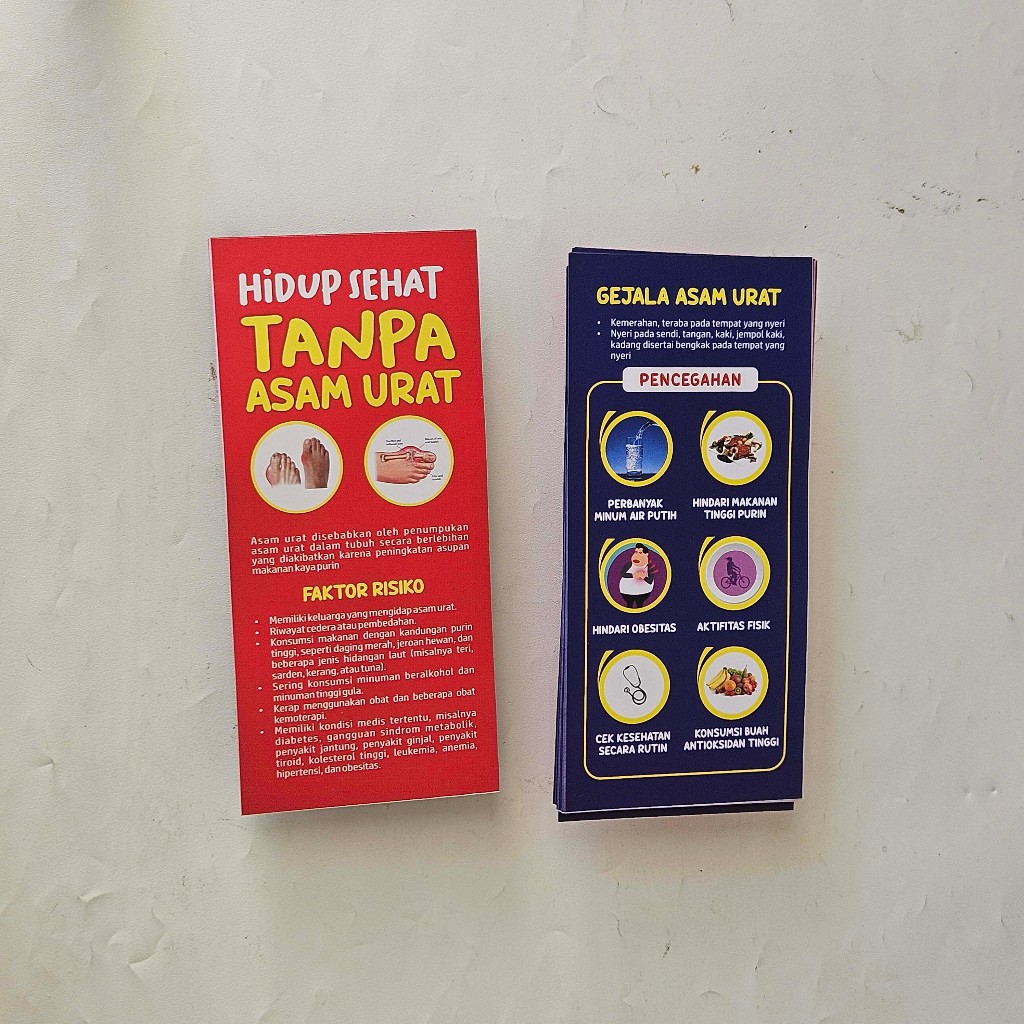 HiDUP SEHAT
TANPA
ASAM URAT
Asam urat disebabkan oleh penumpukan
asam urat dalam tubuh secara berlebihan
yang diakibatkan karena peningkatan asupan
makanan kaya purin
FAKTOR RISIKO
• Memiliki keluarga yang mengidap asam urat.
• Riwayat cedera atau pembedahan.
• Konsumsi makanan dengan kandungan purin
tinggi, seperti daging merah, jeroan hewan, dan
beberapa jenis hidangan laut (misalnya teri,
sarden, kerang, atau tuna).
• Sering konsumsi minuman beralkohol dan
minuman tinggi gula.
• Kerap menggunakan obat dan beberapa obat
kemoterapi.
• Memiliki kondisi medis tertentu, misalnya
diabetes, gangguan sindrom metabolik,
penyakit jantung, penyakit ginjal, penyakit
tiroid, kolesterol tinggi, leukemia, anemia,
hipertensi, dan obesitas.
GEJALA ASAM URAT
• Kemerahan, teraba pada tempat yang nyeri
• Nyeri pada sendi, tangan, kaki, jempol kaki,
kadang disertai bengkak pada tempat yang
nyeri
PENCEGAHAN
PERBANYAK
MINUM AIR PUTIH
HINDARI MAKANAN
TINGGI PURIN
HINDARI OBESITAS
AKTIFITAS FISIK
CEK KESEHATAN
SECARA RUTIN
KONSUMSI BUAH
ANTIOKSIDAN TINGGI